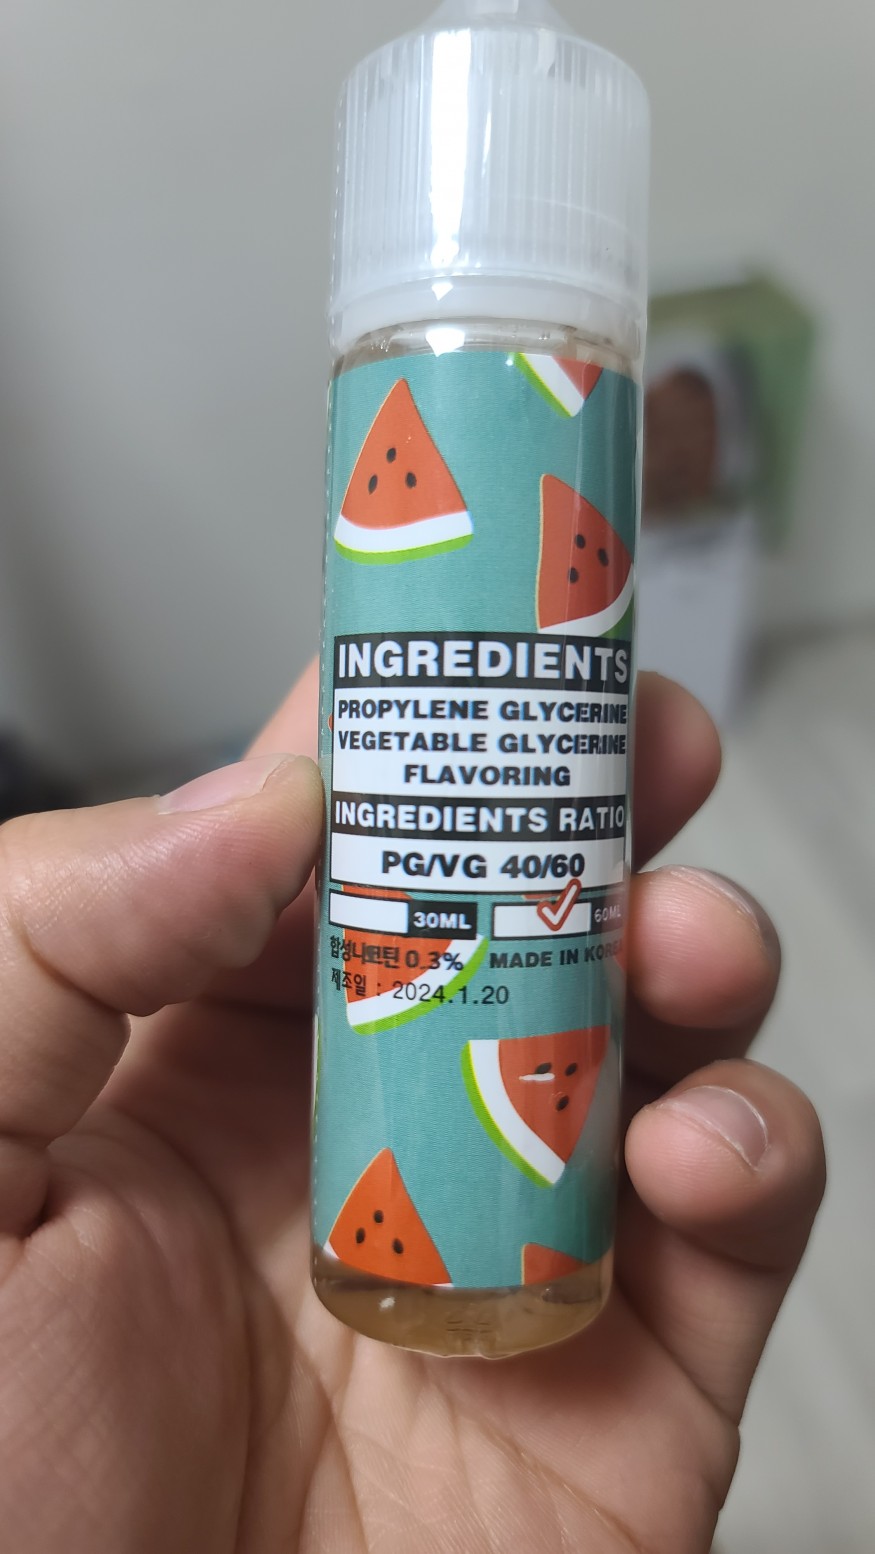 INGREDIENTS
PROPYLENE GLYCERINE
VEGETABLE GLYCERINE
FLAVORING
INGREDIENTS RATIO
PG/VG 40/60
30ML 60ML
합성니코틴 0.3% MADE IN KOREA
제조일 : 2024.1.20